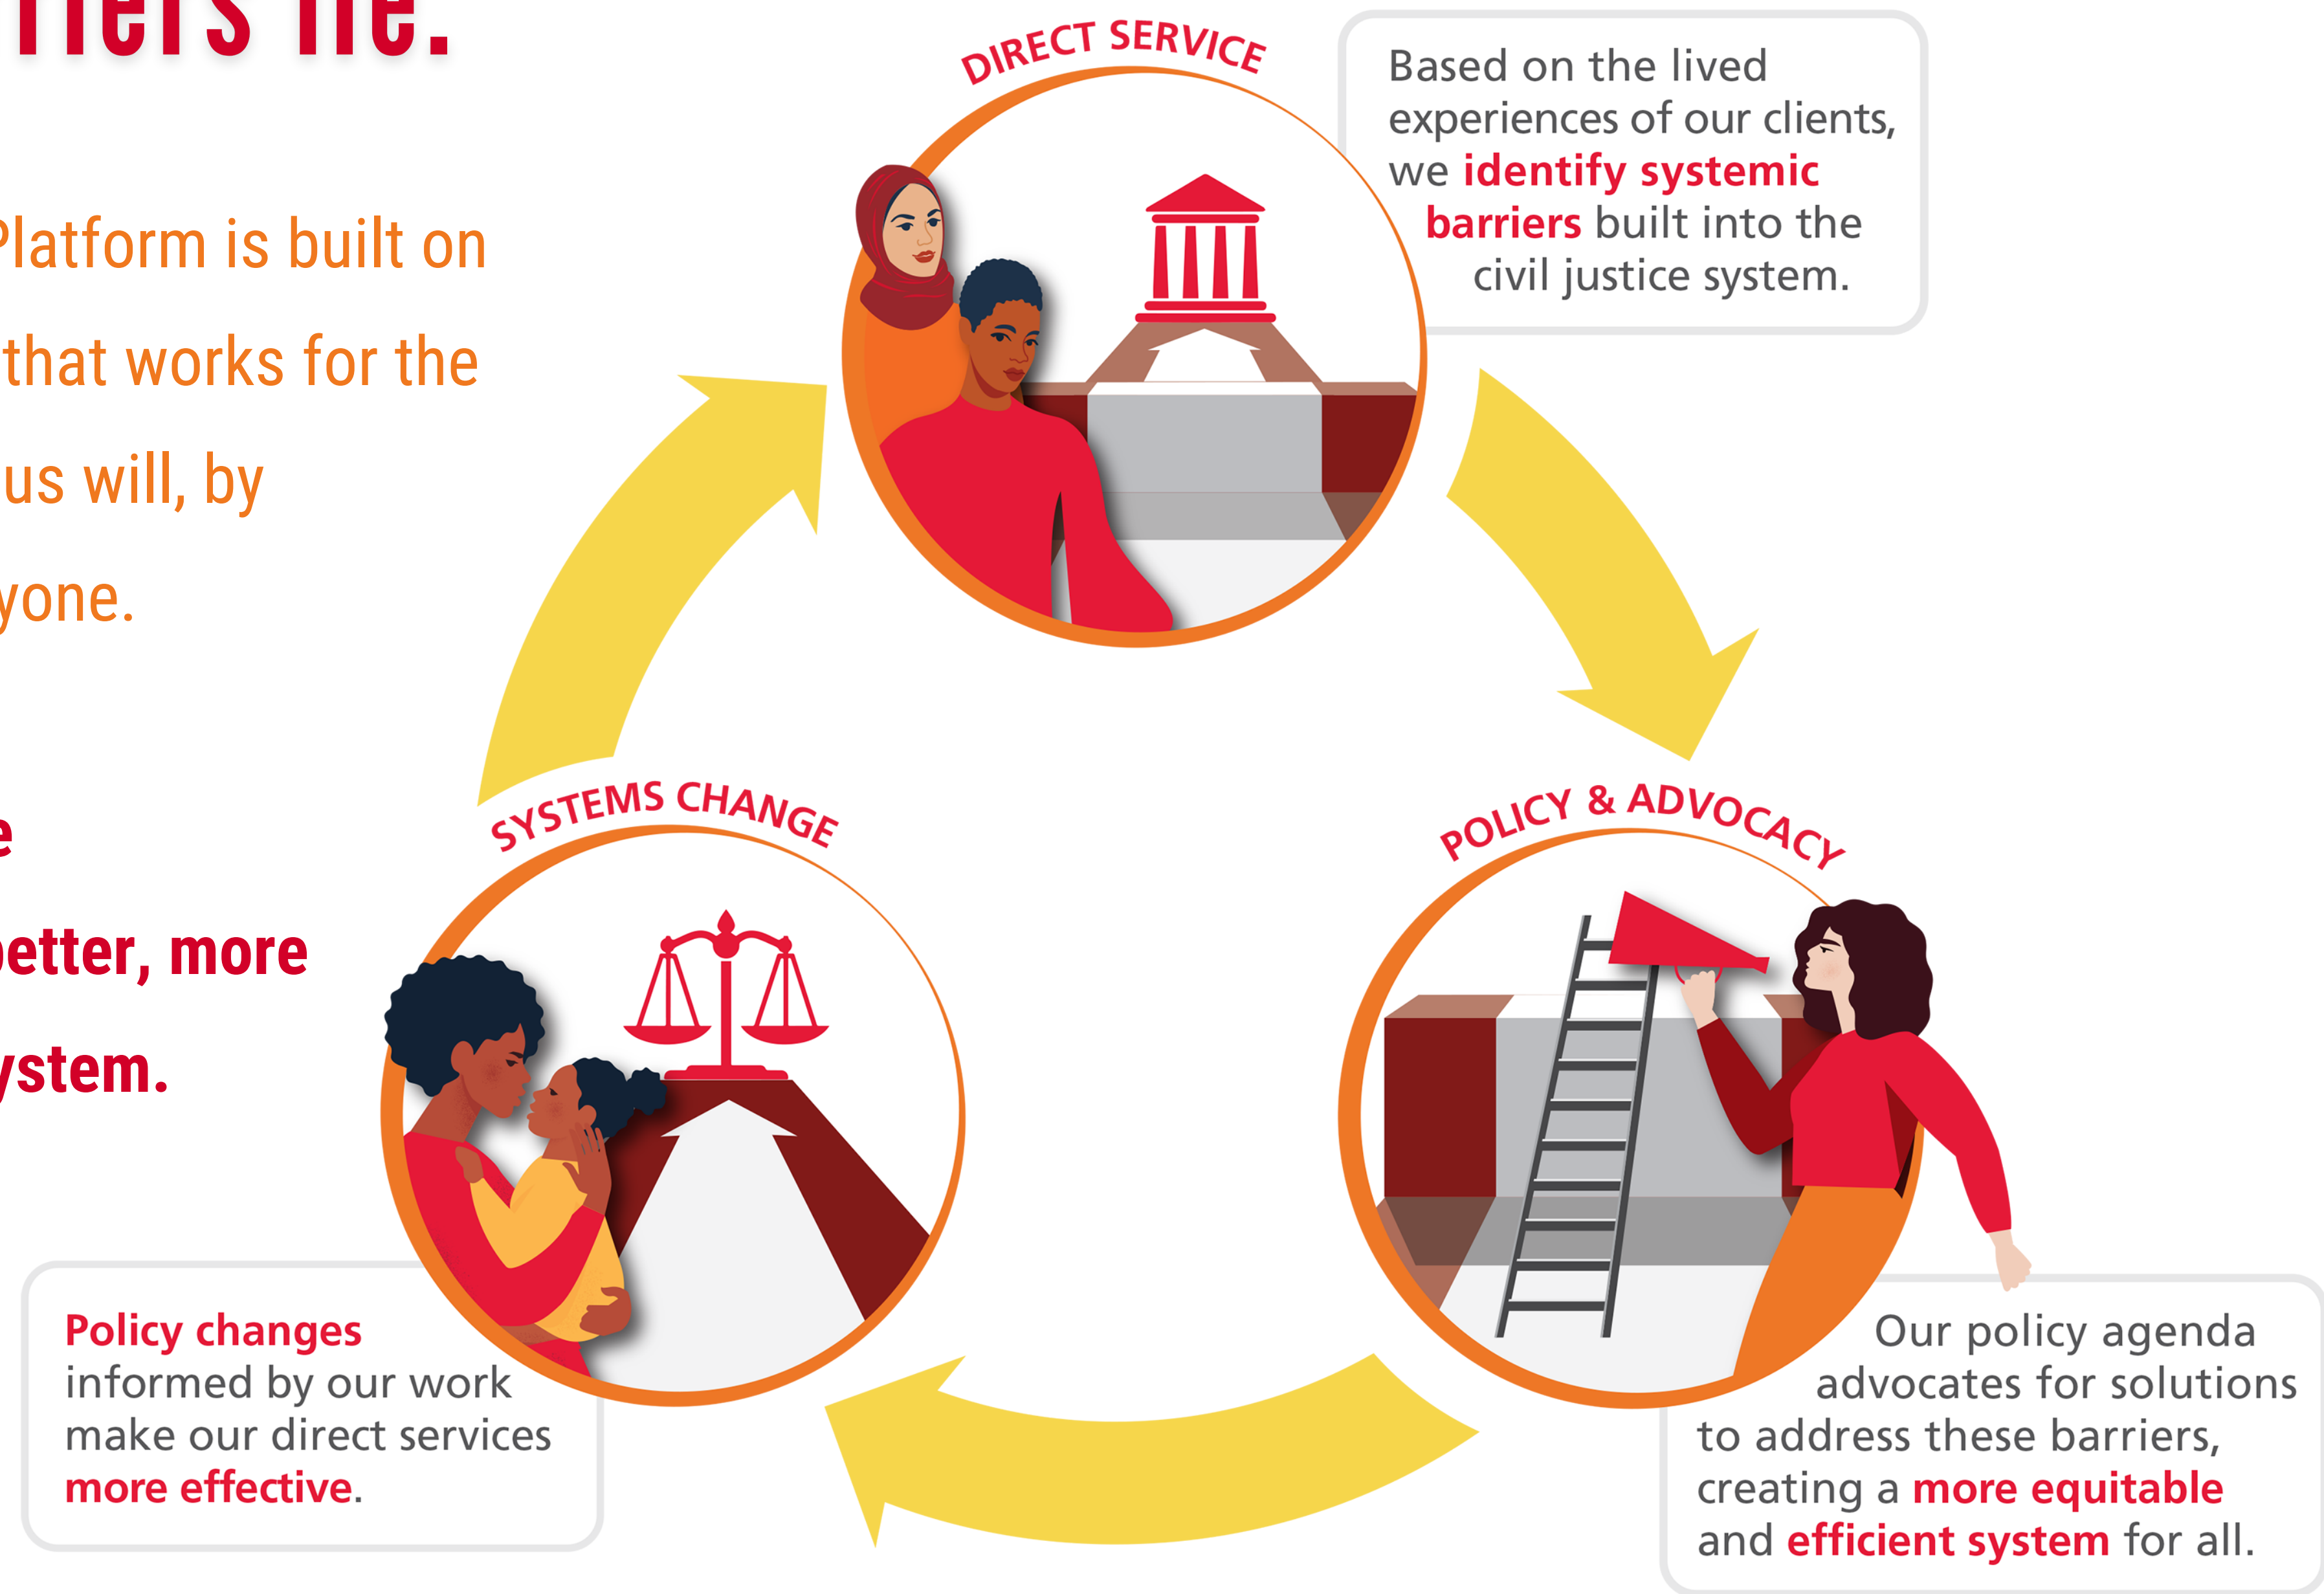 lie.
Platform is built on
that works for the
us will, by
better, more
DIRECT SERVICE
Based on the lived
experiences of our clients,
we identify systemic
barriers built into the
civil justice system.
POLICY & ADVOCACY
Our policy agenda
advocates for solutions
to address these barriers,
creating a more equitable
and efficient system for all.
SYSTEMS CHANGE
Policy changes
informed by our work
make our direct services
more effective.